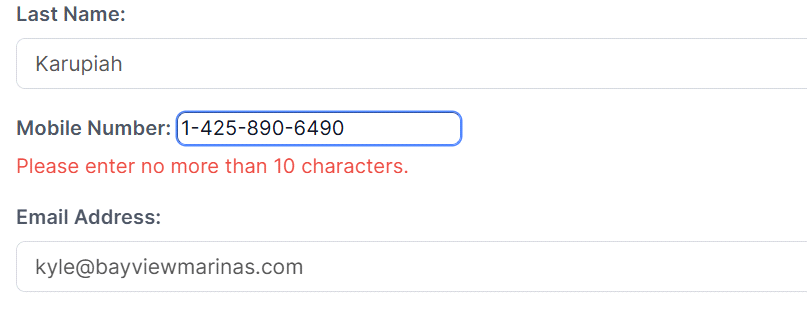 Last Name:
Karupiah
Mobile Number: 1-425-890-6490
Please enter no more than 10 characters.
Email Address:
kyle@bayviewmarinas.com